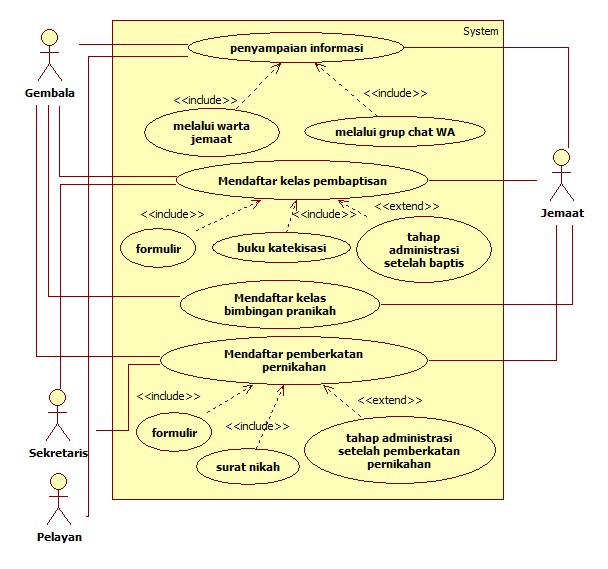 System
penyampaian informasi
Gembala
<<include>>
<<include>>
melalui warta
jemaat
melalui grup chat WA
Mendaftar kelas pembaptisan
Jemaat
<<include>>
<<include>>
<<extend>>
formulir
buku katekisasi
tahap
administrasi
setelah baptis
Mendaftar kelas
bimbingan pranikah
Mendaftar pemberkatan
pernikahan
<<include>>
<<include>>
<<extend>>
formulir
surat nikah
tahap administrasi
setelah pemberkatan
pernikahan
Sekretaris
Pelayan